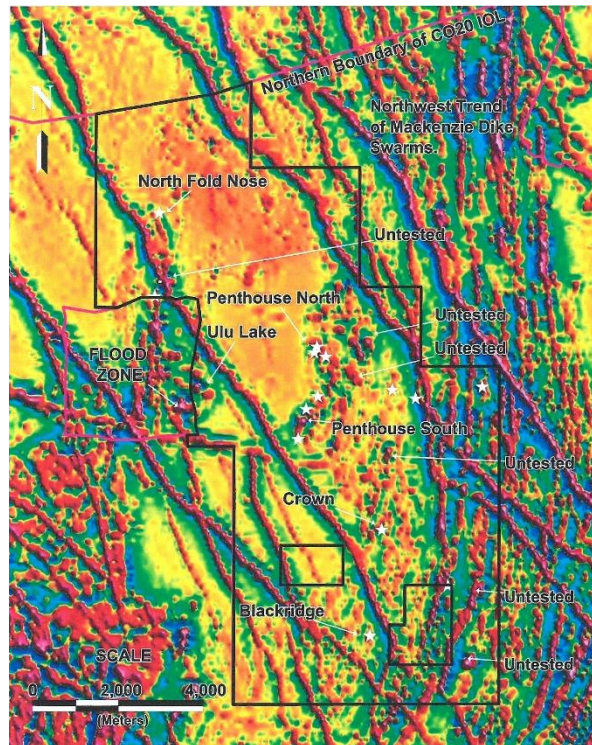 Northern Boundary of CO20 IOL
N
Northwest Trend
of Mackenzie Dike
Swarms.
North Fold Nose
Untested
Penthouse North
Untested
Ulu Lake
Untested
FLOOD
ZONE
Penthouse South
Untested
Crown
Untested
Blackridge
Untested
SCALE
0 2,000 4,000
(Meters)